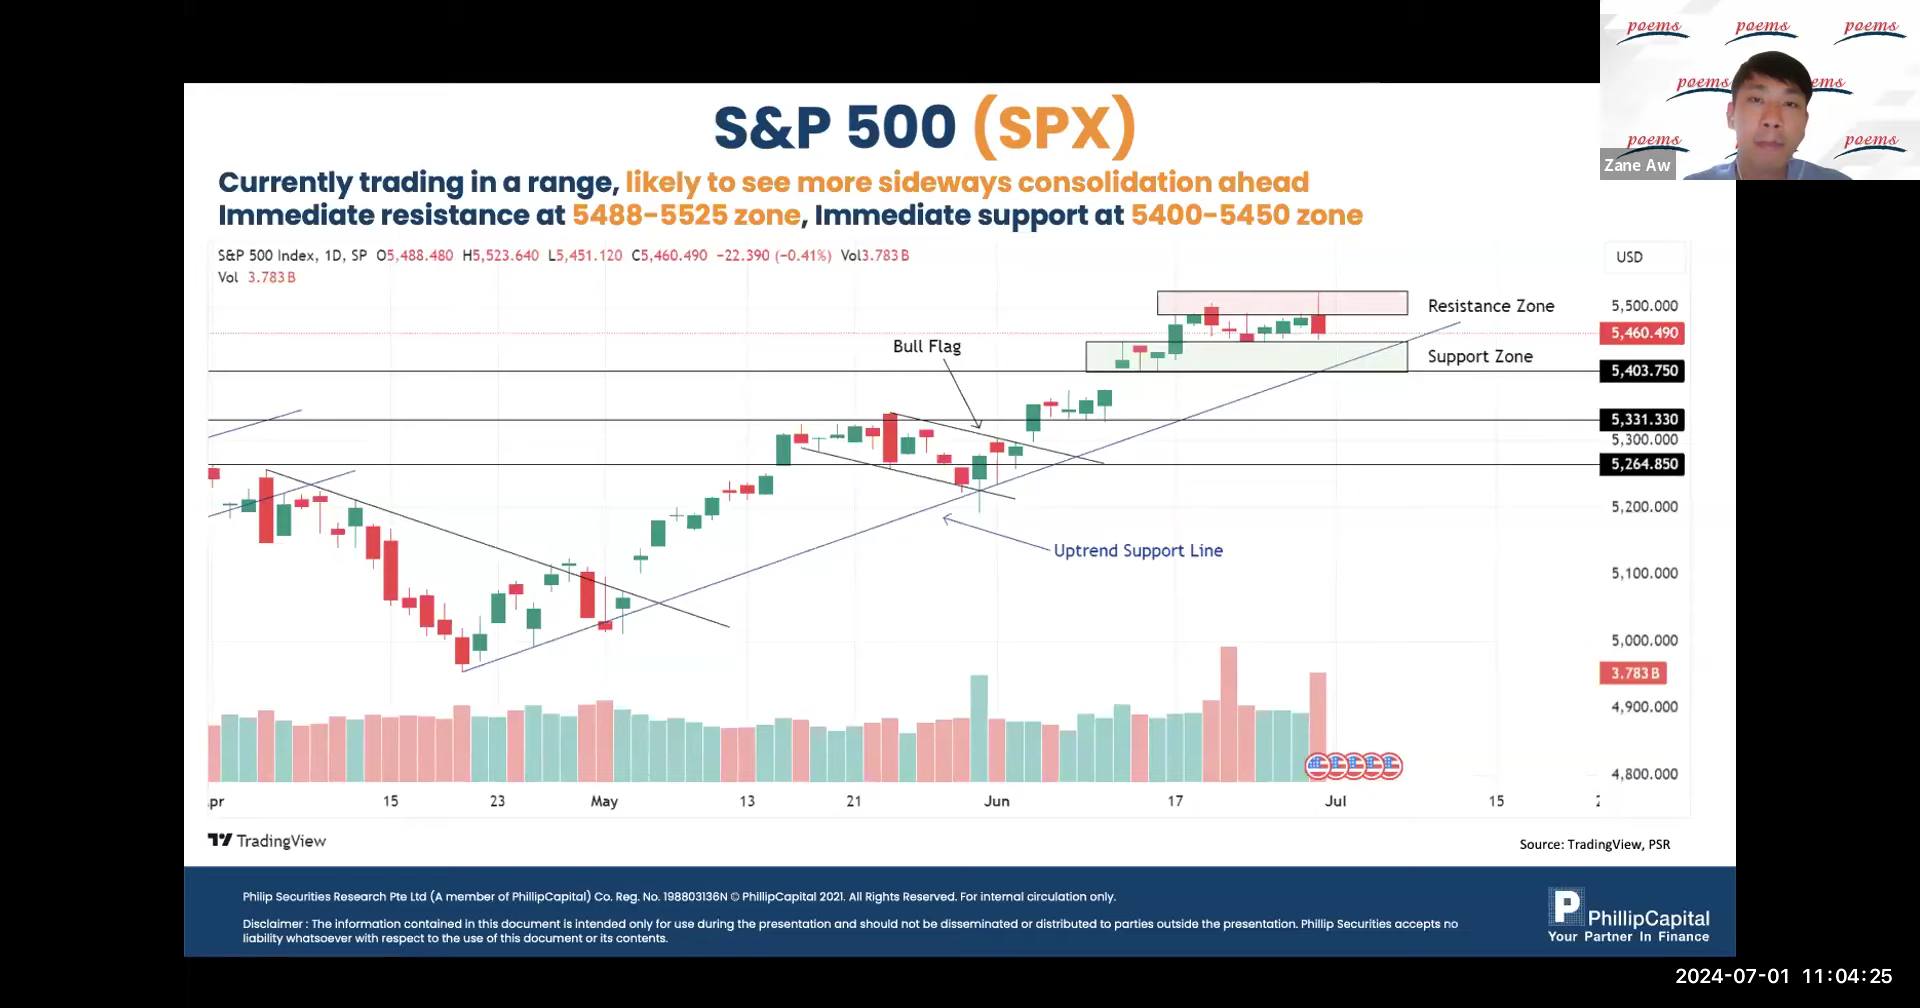 poems poems poems
poems ems
poems poems
Zane Aw
S&P 500 (SPX)
Currently trading in a range, likely to see more sideways consolidation ahead
Immediate resistance at 5488-5525 zone, Immediate support at 5400-5450 zone
S&P 500 Index, 1D, SP O5,488.480 H5,523.640 L5,451.120 C5,460.490 −22.390 (−0.41%) Vol3.783 B
Vol 3.783 B
USD
5,500.000
Resistance Zone
5,460.490
Bull Flag
Support Zone
5,403.750
5,331.330
5,300.000
5,264.850
5,200.000
Uptrend Support Line
5,100.000
5,000.000
3.783 B
4,900.000
4,800.000
pr 15 23 May 13 21 Jun 17 Jul 15 2
TradingView
Source: TradingView, PSR
Philip Securities Research Pte Ltd (A member of PhillipCapital) Co. Reg. No. 198803136N © PhillipCapital 2021. All Rights Reserved. For internal circulation only.
Disclaimer : The information contained in this document is intended only for use during the presentation and should not be disseminated or distributed to parties outside the presentation. Phillip Securities accepts no
liability whatsoever with respect to the use of this document or its contents.
P PhillipCapital
Your Partner In Finance
2024-07-01 11:04:25